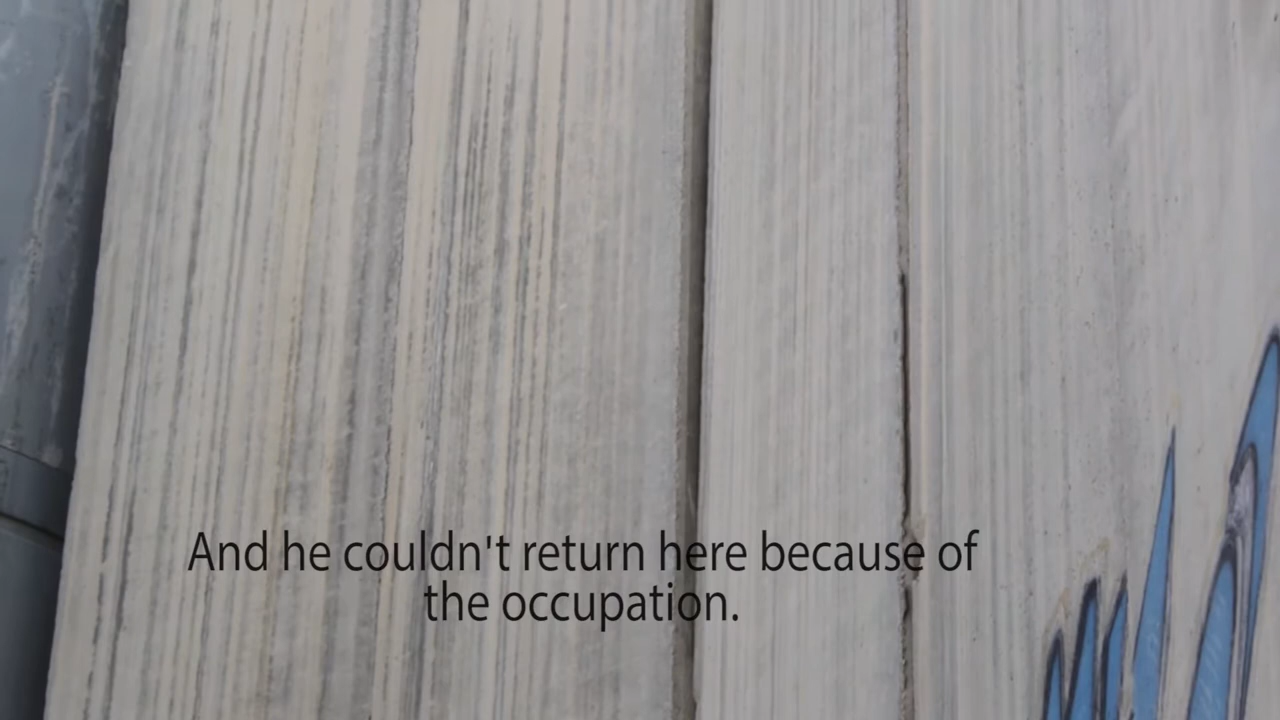 And he couldn't return here because of
the occupation.